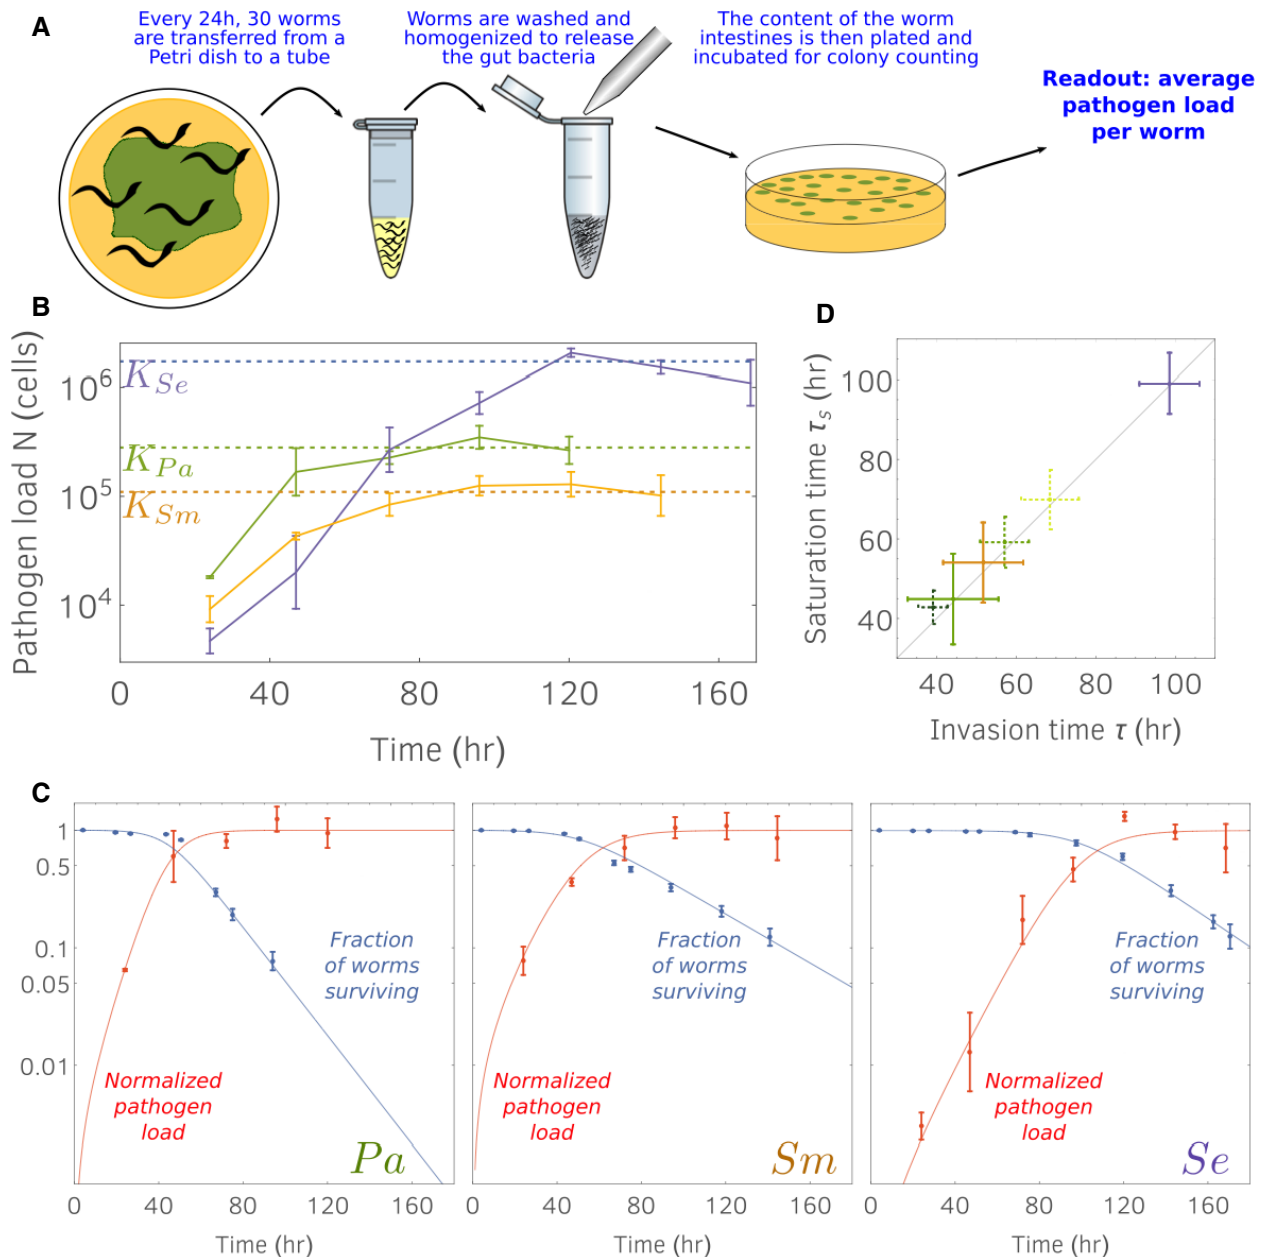 A
Every 24h, 30 worms
are transferred from a
Petri dish to a tube
Worms are washed and
homogenized to release
the gut bacteria
The content of the worm
intestines is then plated and
incubated for colony counting
Readout: average
pathogen load
per worm
B
Pathogen load N (cells)
10^6
10^5
10^4
K_Se
K_Pa
K_Sm
0 40 80 120 160
Time (hr)
D
Saturation time τ_s (hr)
100
80
60
40
40 60 80 100
Invasion time τ (hr)
C
1
0.5
0.1
0.05
0.01
Fraction
of worms
surviving
Normalized
pathogen
load
Pa
0 40 80 120 160
Time (hr)
Fraction
of worms
surviving
Normalized
pathogen
load
Sm
0 40 80 120 160
Time (hr)
Fraction
of worms
surviving
Normalized
pathogen
load
Se
0 40 80 120 160
Time (hr)